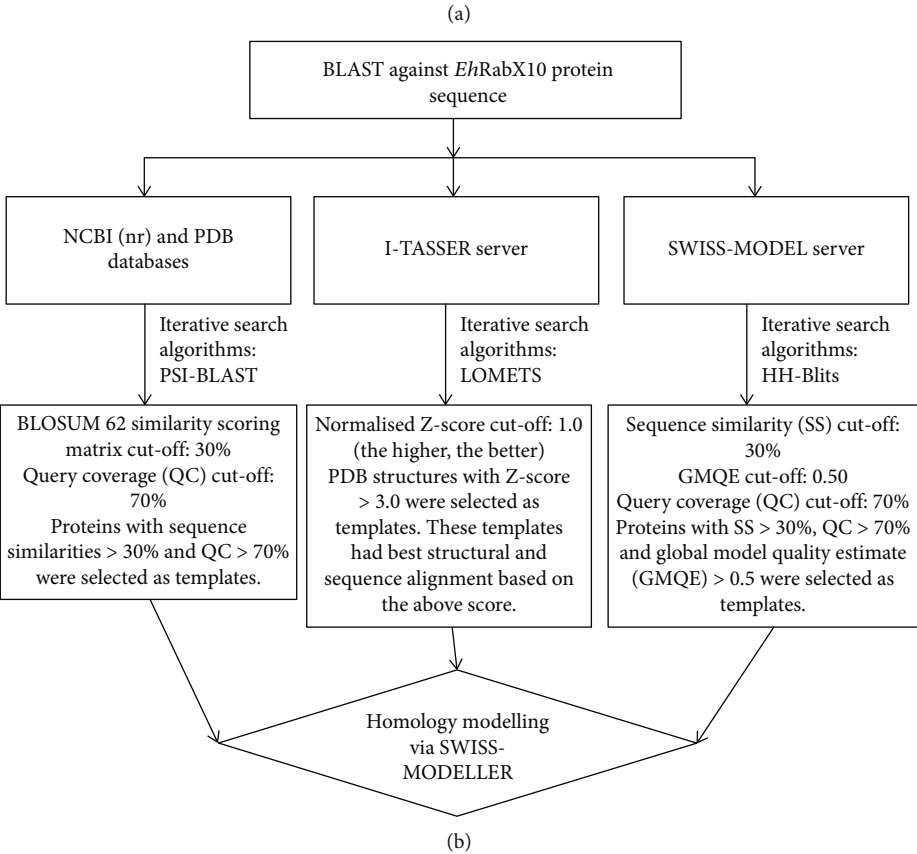 (a)
BLAST against EhRabX10 protein
sequence
NCBI (nr) and PDB
databases
I-TASSER server
SWISS-MODEL server
Iterative search
algorithms:
PSI-BLAST
Iterative search
algorithms:
LOMETS
Iterative search
algorithms:
HH-Blits
BLOSUM 62 similarity scoring
matrix cut-off: 30%
Query coverage (QC) cut-off:
70%
Proteins with sequence
similarities > 30% and QC > 70%
were selected as templates.
Normalised Z-score cut-off: 1.0
(the higher, the better)
PDB structures with Z-score
> 3.0 were selected as
templates. These templates
had best structural and
sequence alignment based on
the above score.
Sequence similarity (SS) cut-off:
30%
GMQE cut-off: 0.50
Query coverage (QC) cut-off: 70%
Proteins with SS > 30%, QC > 70%
and global model quality estimate
(GMQE) > 0.5 were selected as
templates.
Homology modelling
via SWISS-
MODELLER
(b)